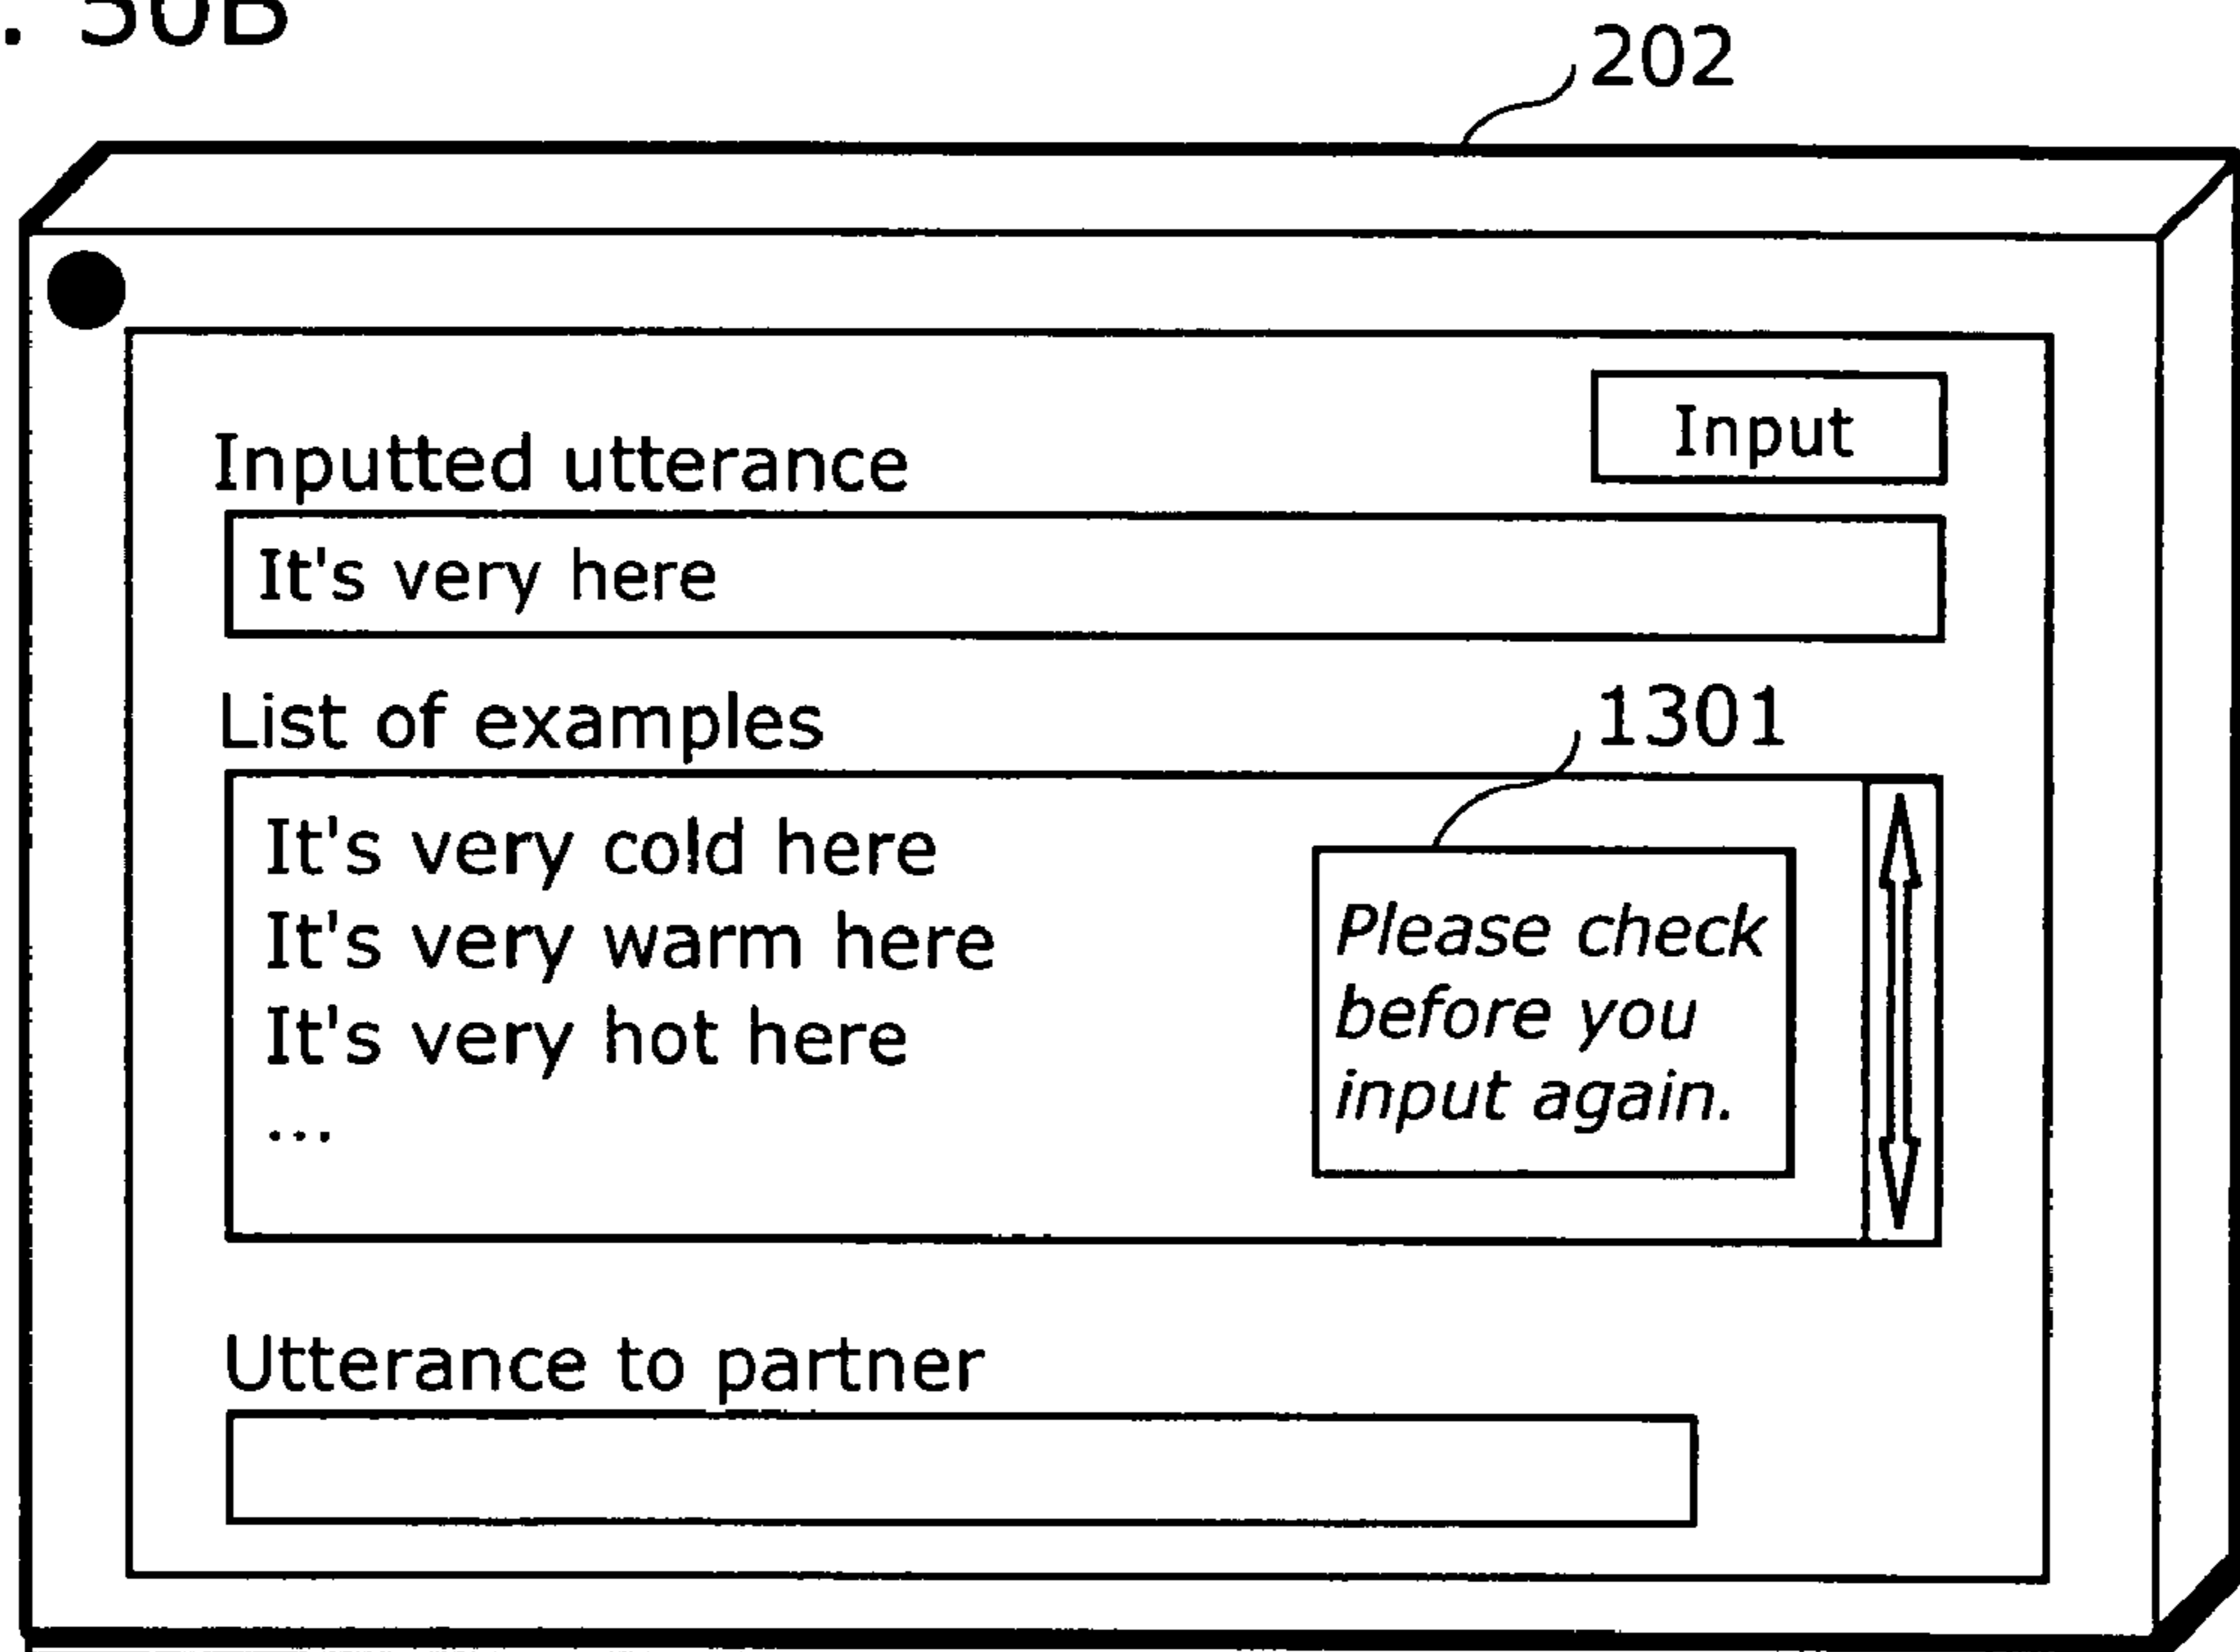 . 50B
202
Input
Inputted utterance
It's very here
List of examples
1301
It's very cold here
It's very warm here
It's very hot here
...
Please check
before you
input again.
Utterance to partner